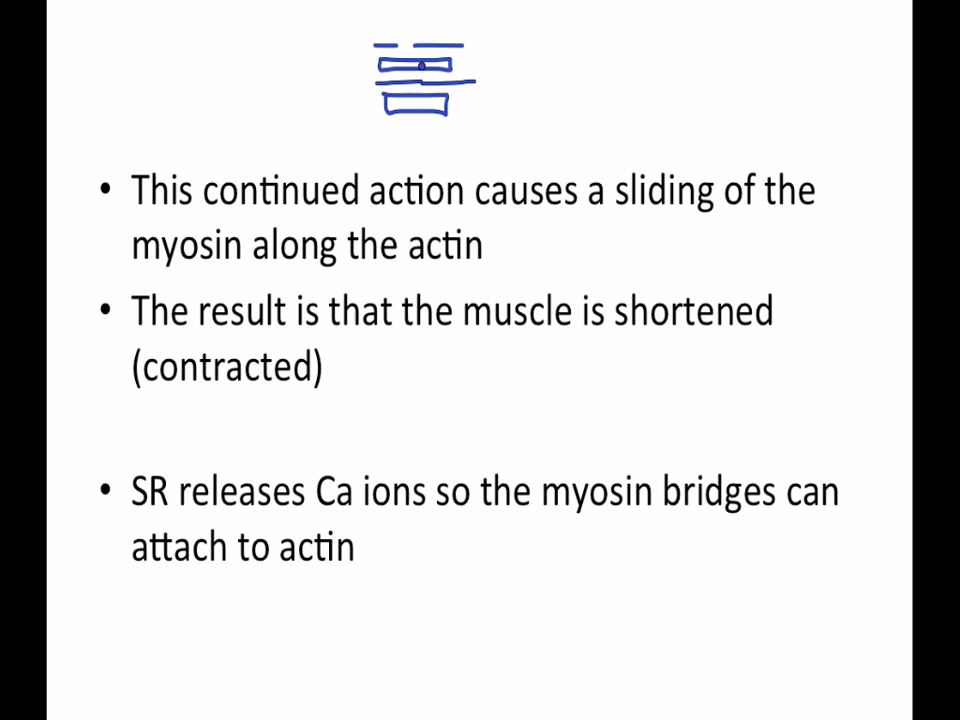 • This continued action causes a sliding of the
myosin along the actin
• The result is that the muscle is shortened
(contracted)
• SR releases Ca ions so the myosin bridges can
attach to actin